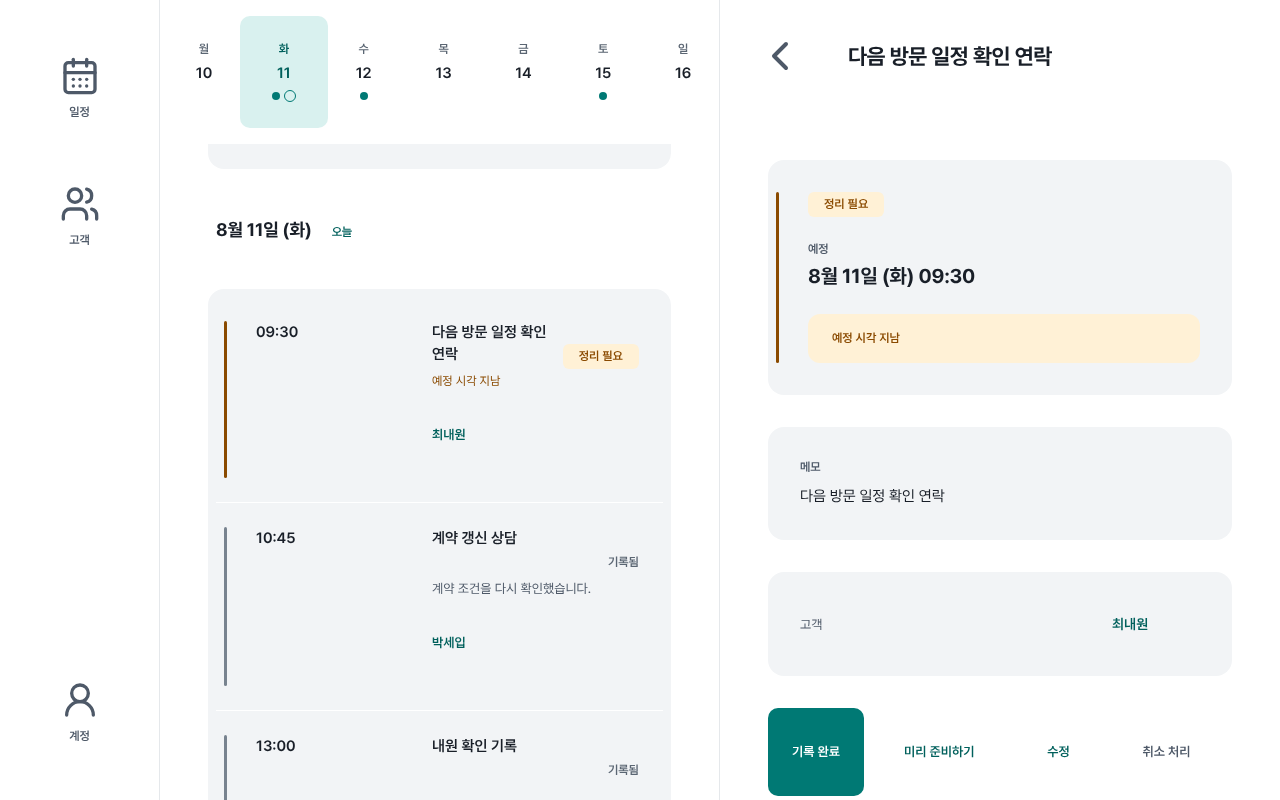 일정
고객
계정
월 화 수 목 금 토 일
10 11 12 13 14 15 16
8월 11일 (화) 오늘
09:30
다음 방문 일정 확인
연락
정리 필요
예정 시각 지남
최내원
10:45
계약 갱신 상담
기록됨
계약 조건을 다시 확인했습니다.
박세입
13:00
내원 확인 기록
기록됨
다음 방문 일정 확인 연락
정리 필요
예정
8월 11일 (화) 09:30
예정 시각 지남
메모
다음 방문 일정 확인 연락
고객 최내원
기록 완료 미리 준비하기 수정 취소 처리